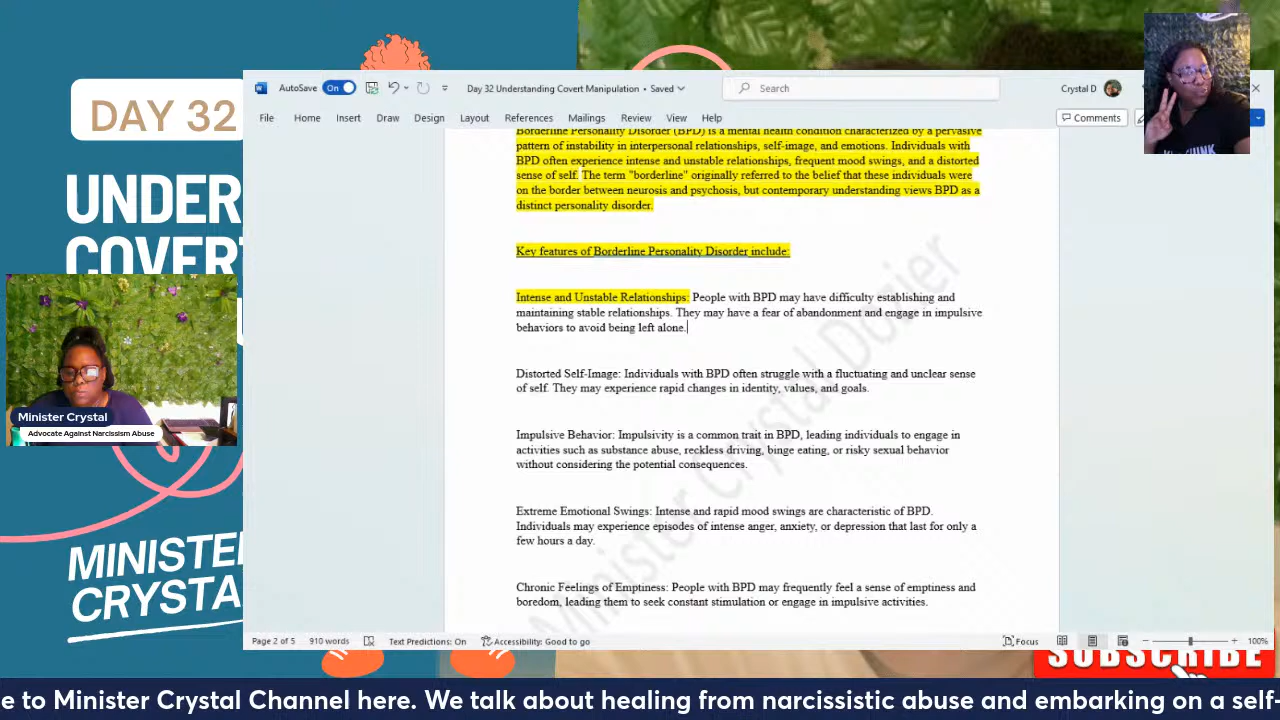 DAY 32
UNDER
COVERT
MINISTER
CRYSTAL
Minister Crystal
Advocate Against Narcissism Abuse
AutoSave On
Day 32 Understanding Covert Manipulation • Saved
Search
Crystal D
File Home Insert Draw Design Layout References Mailings Review View Help
Comments
Borderline Personality Disorder (BPD) is a mental health condition characterized by a pervasive
pattern of instability in interpersonal relationships, self-image, and emotions. Individuals with
BPD often experience intense and unstable relationships, frequent mood swings, and a distorted
sense of self. The term "borderline" originally referred to the belief that these individuals were
on the border between neurosis and psychosis, but contemporary understanding views BPD as a
distinct personality disorder.
Key features of Borderline Personality Disorder include:
Intense and Unstable Relationships: People with BPD may have difficulty establishing and
maintaining stable relationships. They may have a fear of abandonment and engage in impulsive
behaviors to avoid being left alone.
Distorted Self-Image: Individuals with BPD often struggle with a fluctuating and unclear sense
of self. They may experience rapid changes in identity, values, and goals.
Impulsive Behavior: Impulsivity is a common trait in BPD, leading individuals to engage in
activities such as substance abuse, reckless driving, binge eating, or risky sexual behavior
without considering the potential consequences.
Extreme Emotional Swings: Intense and rapid mood swings are characteristic of BPD.
Individuals may experience episodes of intense anger, anxiety, or depression that last for only a
few hours a day.
Chronic Feelings of Emptiness: People with BPD may frequently feel a sense of emptiness and
boredom, leading them to seek constant stimulation or engage in impulsive activities.
Minister Crystal Dozier
Page 2 of 5 910 words Text Predictions: On Accessibility: Good to go Focus 100%
SUBSCRIBE
e to Minister Crystal Channel here. We talk about healing from narcissistic abuse and embarking on a self-